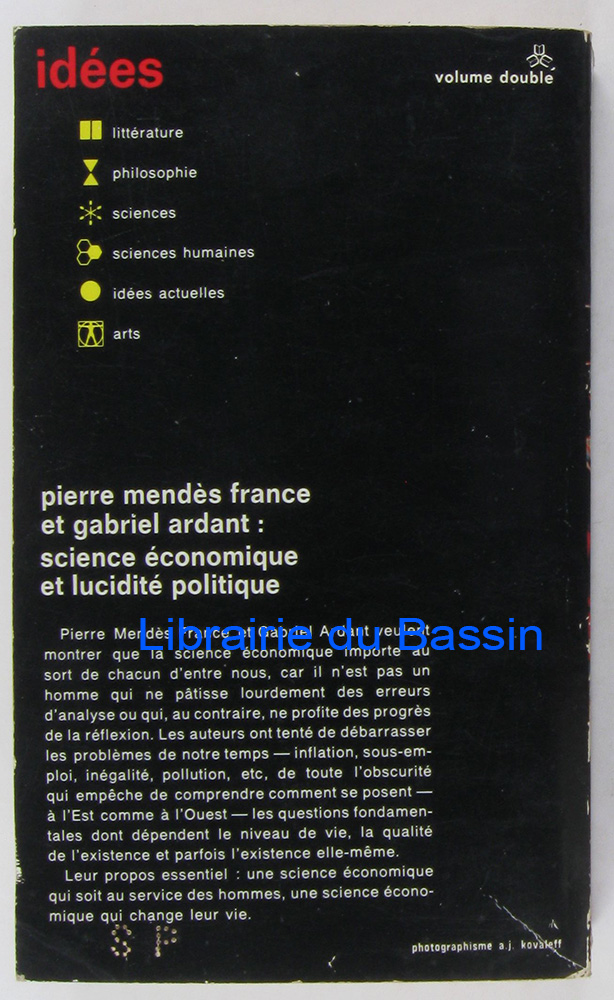 idées
volume double
littérature
philosophie
sciences
sciences humaines
idées actuelles
arts
pierre mendès france
et gabriel ardant :
science économique
et lucidité politique
Pierre Mendès France et Gabriel Ardant veulent
Librairie du Bassin
montrer que la science économique importe au
sort de chacun d'entre nous, car il n'est pas un
homme qui ne pâtisse lourdement des erreurs
d'analyse ou qui, au contraire, ne profite des progrès
de la réflexion. Les auteurs ont tenté de débarrasser
les problèmes de notre temps — inflation, sous-em-
ploi, inégalité, pollution, etc, de toute l'obscurité
qui empêche de comprendre comment se posent —
à l'Est comme à l'Ouest — les questions fondamen-
tales dont dépendent le niveau de vie, la qualité
de l'existence et parfois l'existence elle-même.
Leur propos essentiel : une science économique
qui soit au service des hommes, une science écono-
mique qui change leur vie.
S P
photographisme a.j. kovaleff